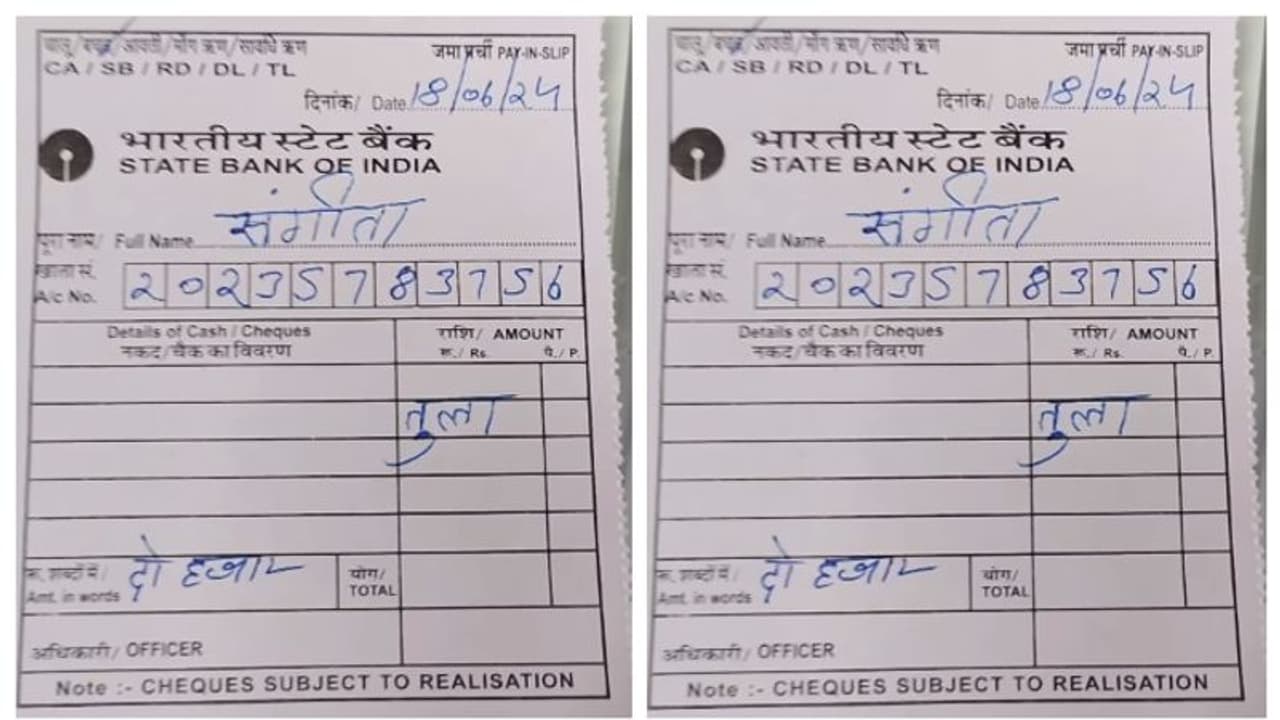 चालू/बचत/आवर्ती/माँग ऋण/सावधि ऋण
जमा पर्ची PAY-IN-SLIP
CA / SB / RD / DL / TL
दिनांक/ Date 18/06/24
भारतीय स्टेट बैंक
STATE BANK OF INDIA
पूरा नाम/ Full Name संगीता
खाता सं.
A/c No. 20235783756
Details of Cash / Cheques
नकद/चैक का विवरण
राशि/ AMOUNT
रू./ Rs. पै./ P.
तुला
रू. शब्दों में/
Amt. in words दो हजार
योग/
TOTAL
अधिकारी/ OFFICER
Note :- CHEQUES SUBJECT TO REALISATION
चालू/बचत/आवर्ती/माँग ऋण/सावधि ऋण
जमा पर्ची PAY-IN-SLIP
CA / SB / RD / DL / TL
दिनांक/ Date 18/06/24
भारतीय स्टेट बैंक
STATE BANK OF INDIA
पूरा नाम/ Full Name संगीता
खाता सं.
A/c No. 20235783756
Details of Cash / Cheques
नकद/चैक का विवरण
राशि/ AMOUNT
रू./ Rs. पै./ P.
तुला
रू. शब्दों में/
Amt. in words दो हजार
योग/
TOTAL
अधिकारी/ OFFICER
Note :- CHEQUES SUBJECT TO REALISATION